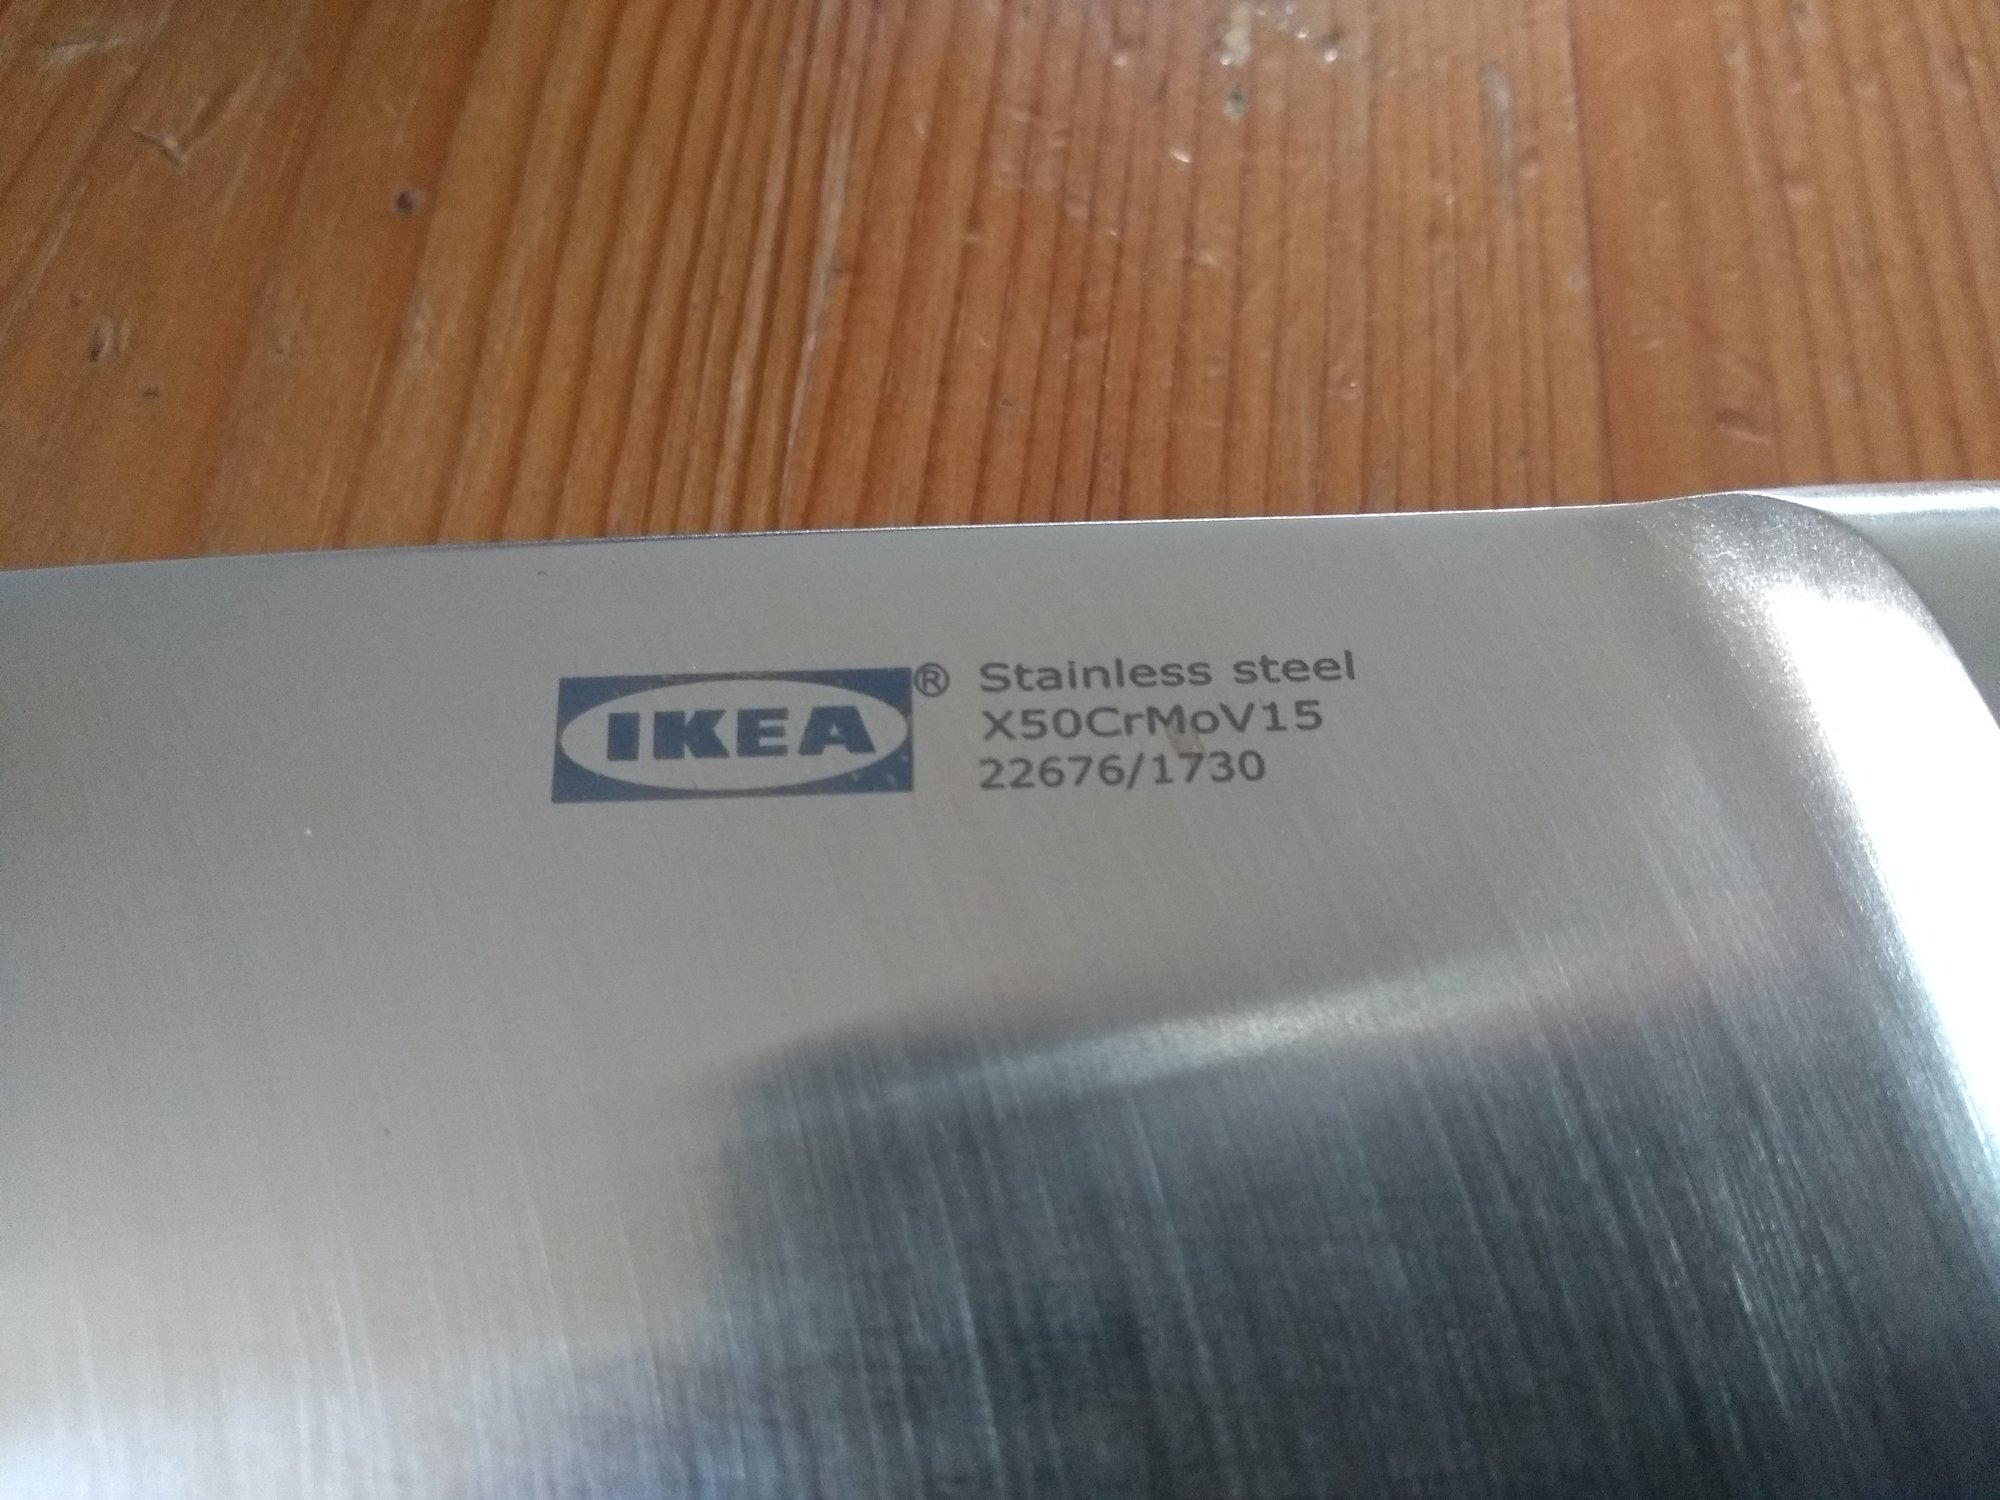 IKEA®
Stainless steel
X50CrMoV15
22676/1730